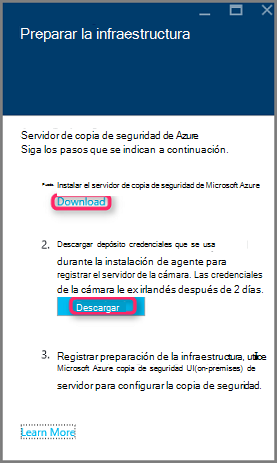 Preparar la infraestructura
Servidor de copia de seguridad de Azure
Siga los pasos que se indican a continuación.
Instalar el servidor de copia de seguridad de Microsoft Azure
Download
2. Descargar depósito credenciales que se usa
durante la instalación de agente para
registrar el servidor de la cámara. Las credenciales
de la cámara le ex irlandés después de 2 días.
Descargar
3. Registrar preparación de la infraestructura, utilice
Microsoft Azure copia de seguridad UI(on-premises) de
servidor para configurar la copia de seguridad.
Learn More